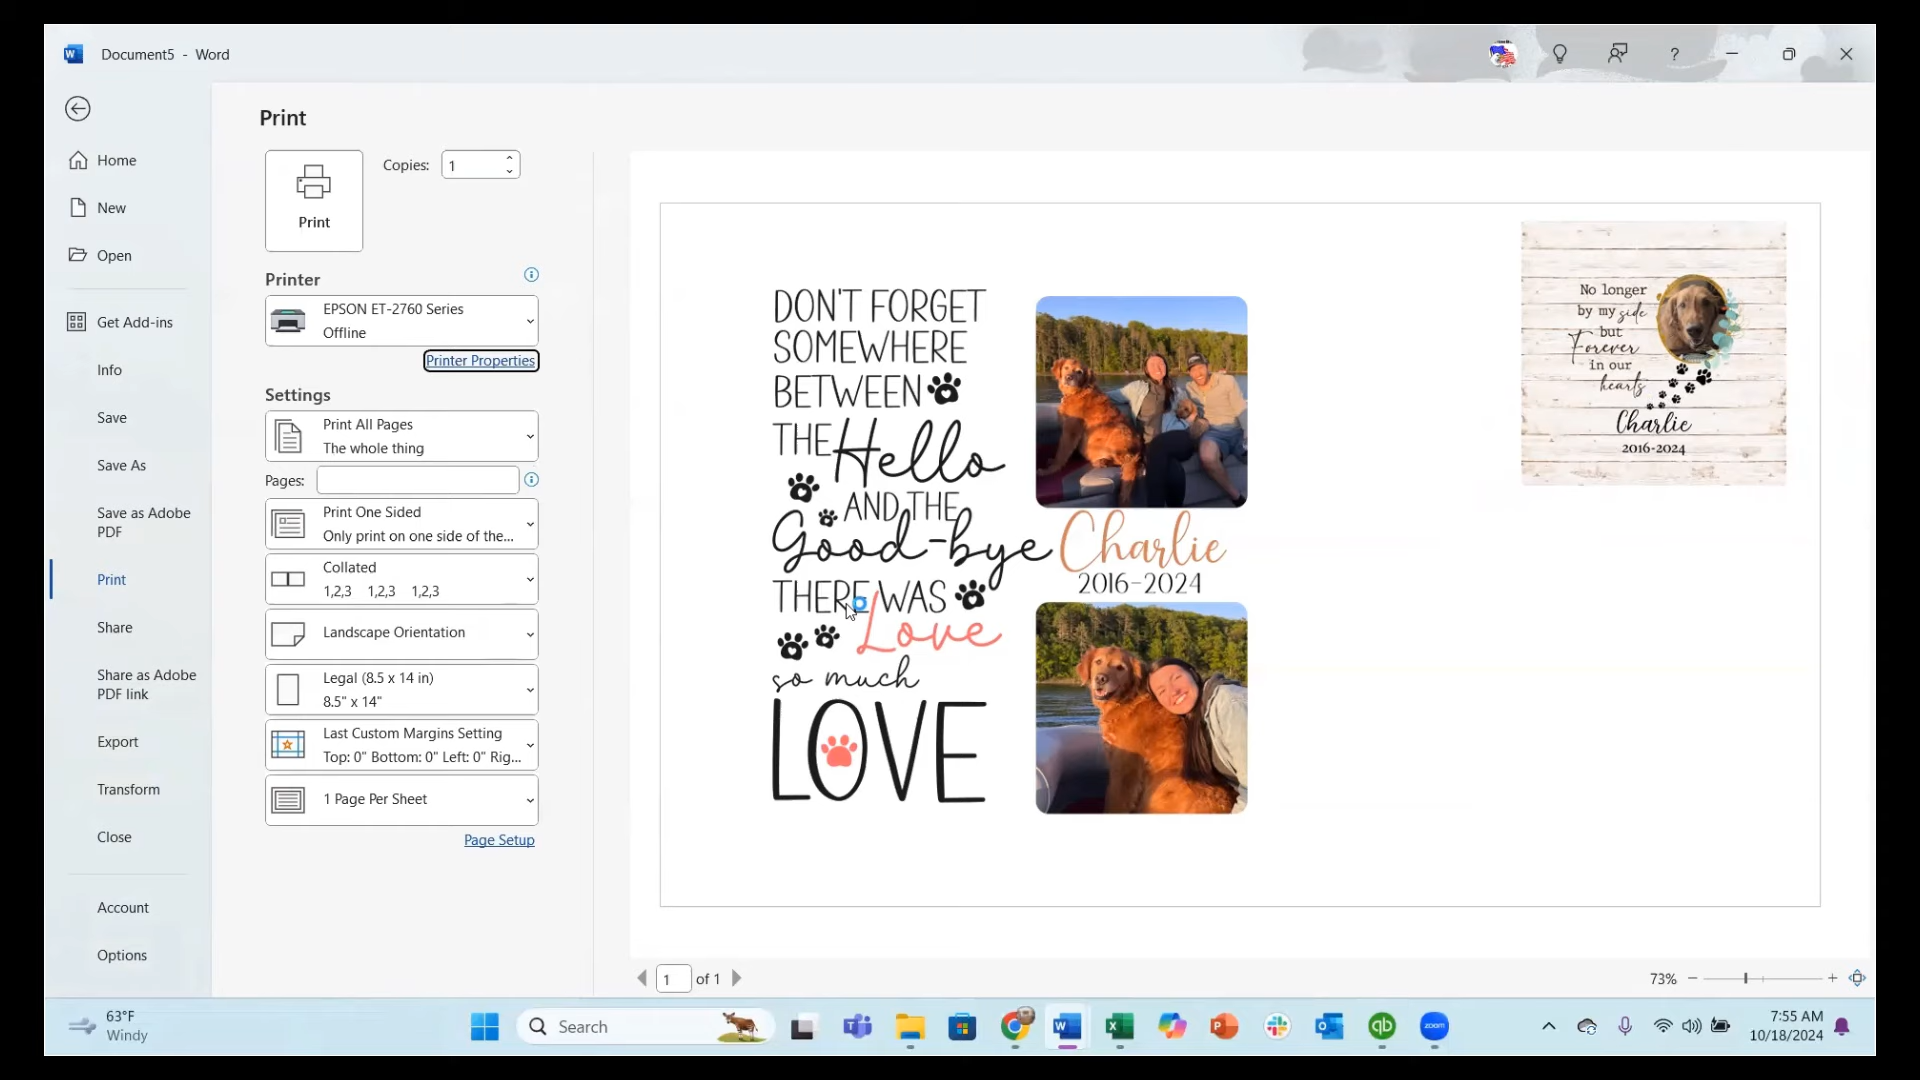 Document5 - Word
Print
Home
New
Open
Get Add-ins
Info
Save
Save As
Save as Adobe
PDF
Print
Share
Share as Adobe
PDF link
Export
Transform
Close
Account
Options
Print
Copies: 1
Printer
EPSON ET-2760 Series
Offline
Printer Properties
Settings
Print All Pages
The whole thing
Pages:
Print One Sided
Only print on one side of the...
Collated
1,2,3 1,2,3 1,2,3
Landscape Orientation
Legal (8.5 x 14 in)
8.5" x 14"
Last Custom Margins Setting
Top: 0" Bottom: 0" Left: 0" Rig...
1 Page Per Sheet
Page Setup
DON'T FORGET
SOMEWHERE
BETWEEN
THE Hello
AND THE
Good-bye
THERE WAS
Love
so much
LOVE
Charlie
2016-2024
No longer
by my side
but
Forever
in our
hearts
Charlie
2016-2024
1 of 1
73%
63°F
Windy
Search
zoom
7:55 AM
10/18/2024